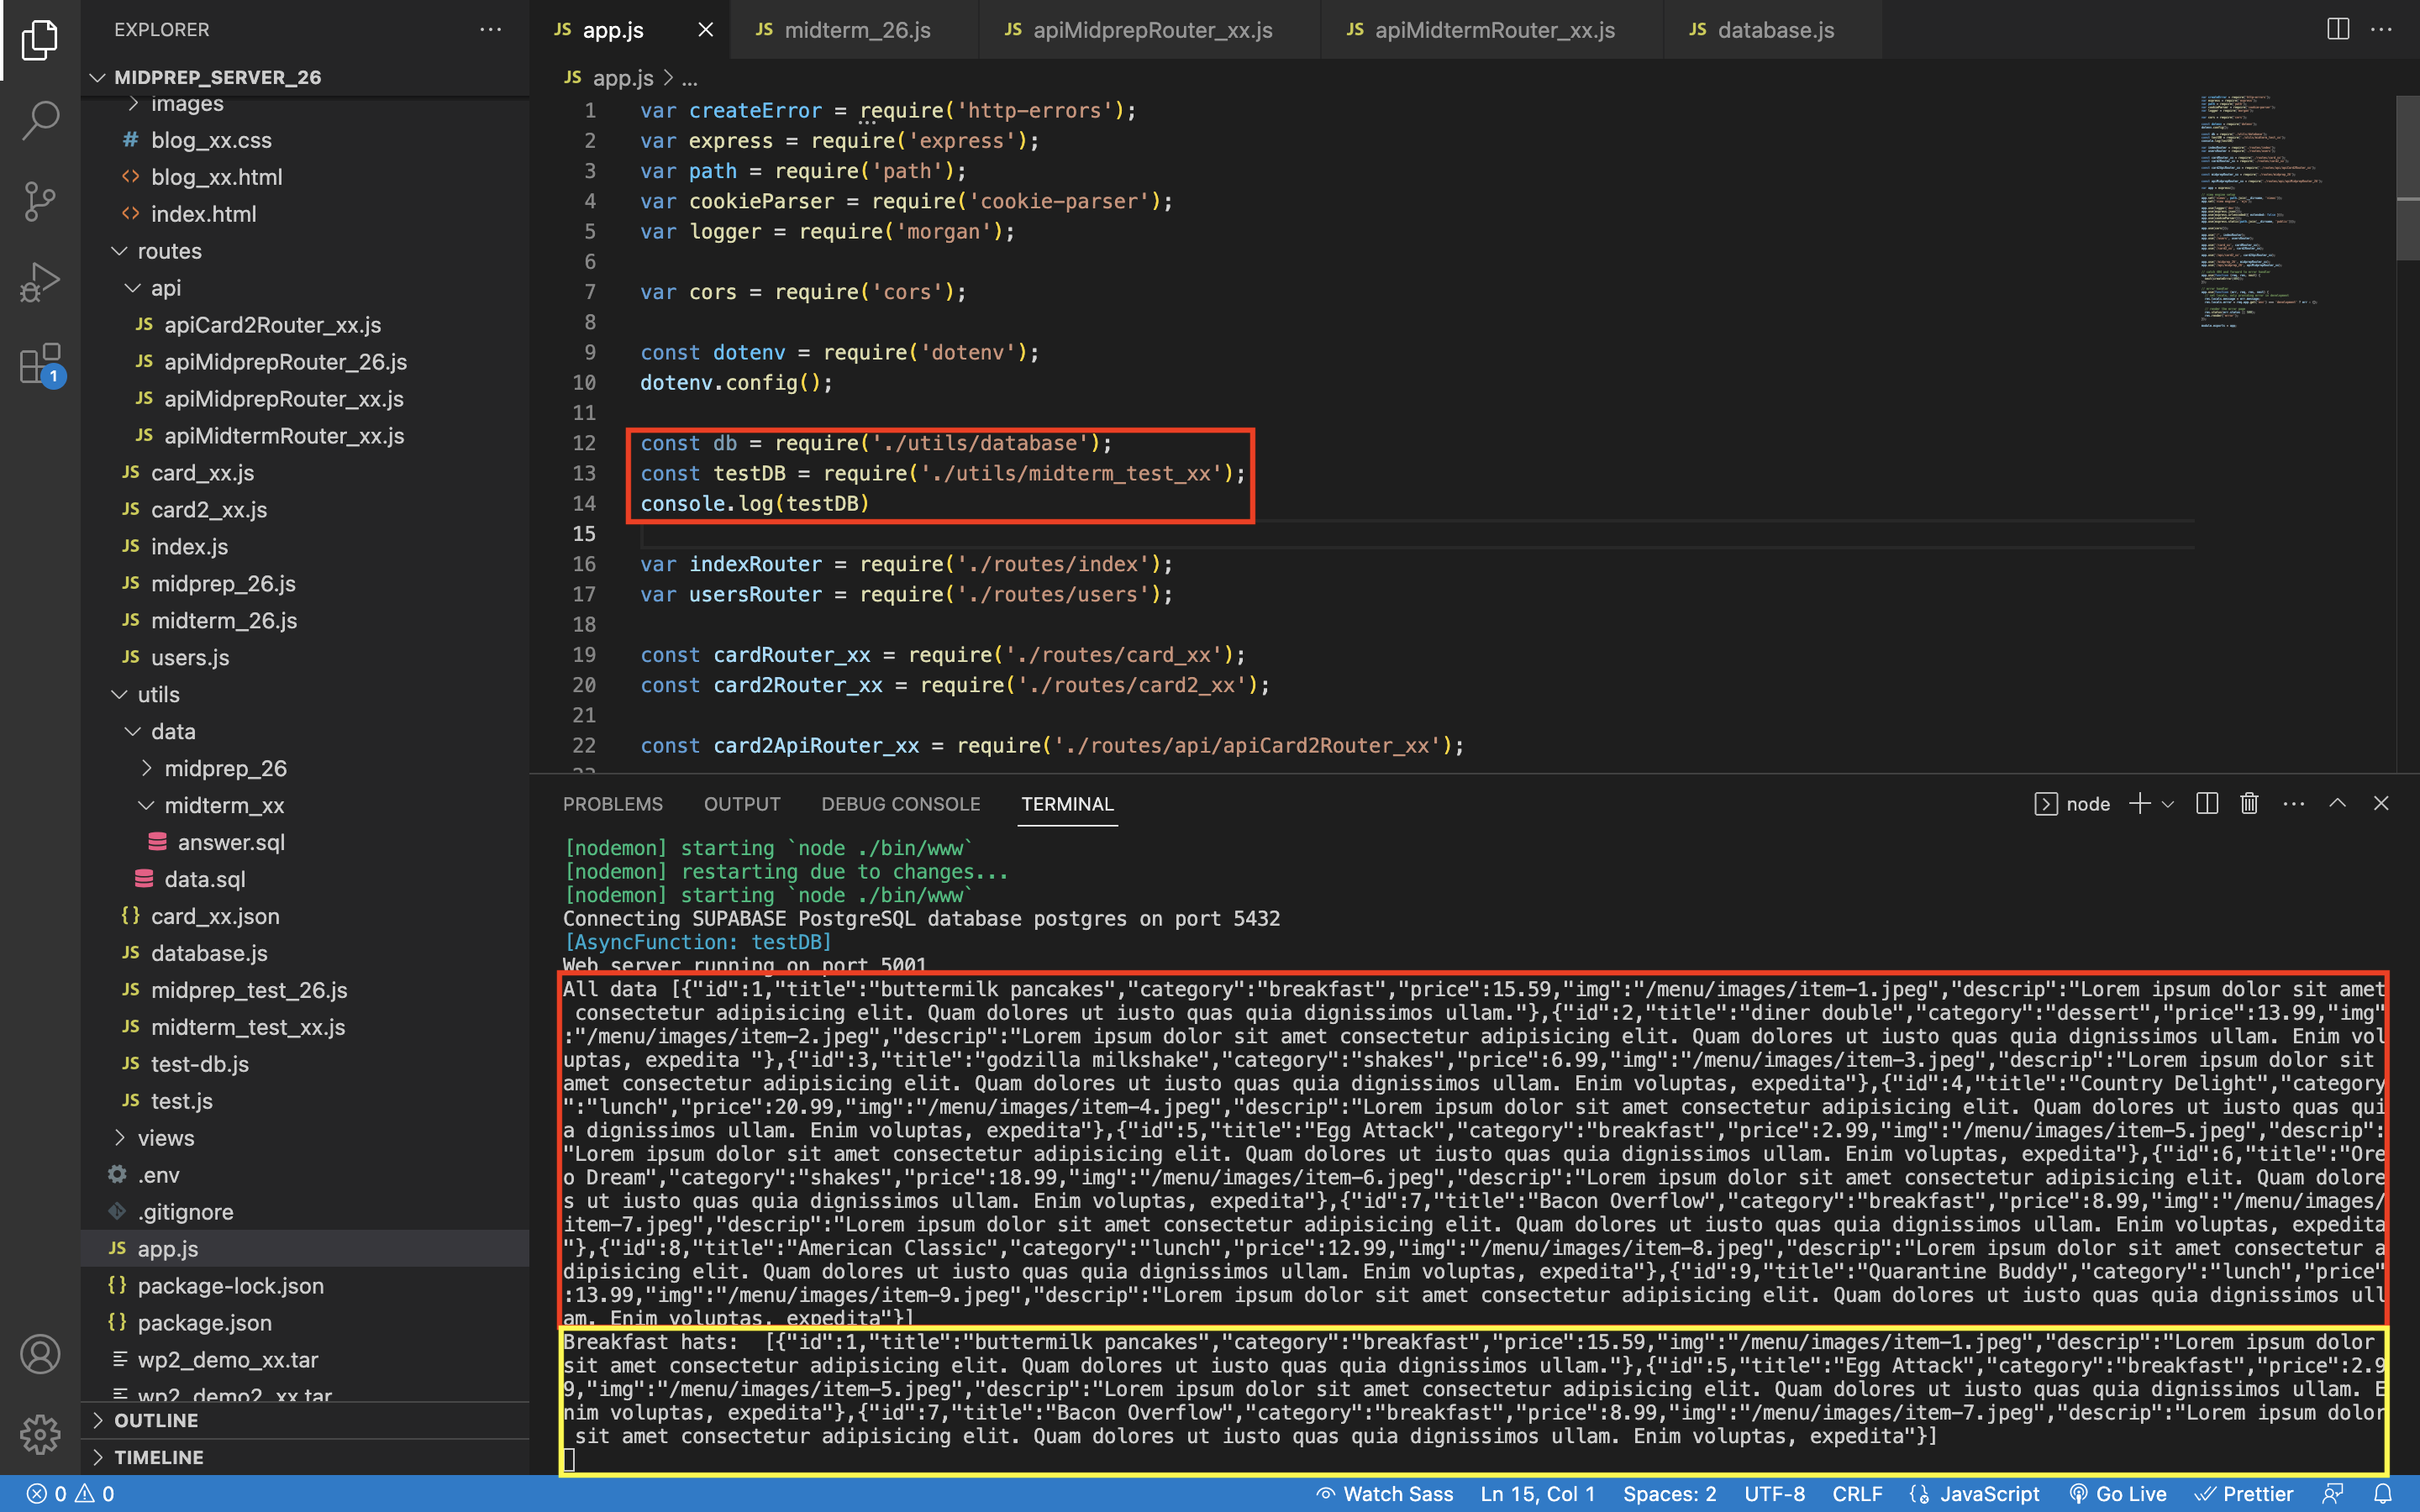 EXPLORER
MIDPREP_SERVER_26
images
blog_xx.css
blog_xx.html
index.html
routes
api
JS apiCard2Router_xx.js
JS apiMidprepRouter_26.js
JS apiMidprepRouter_xx.js
JS apiMidtermRouter_xx.js
JS card_xx.js
JS card2_xx.js
JS index.js
JS midprep_26.js
JS midterm_26.js
JS users.js
utils
data
midprep_26
midterm_xx
answer.sql
data.sql
{} card_xx.json
JS database.js
JS midprep_test_26.js
JS midterm_test_xx.js
JS test-db.js
JS test.js
views
.env
.gitignore
JS app.js
{} package-lock.json
{} package.json
wp2_demo_xx.tar
wp2_demo2_xx.tar
OUTLINE
TIMELINE
1
JS app.js JS midterm_26.js JS apiMidprepRouter_xx.js JS apiMidtermRouter_xx.js JS database.js
JS app.js > ...
1 var createError = require('http-errors');
2 var express = require('express');
3 var path = require('path');
4 var cookieParser = require('cookie-parser');
5 var logger = require('morgan');
6
7 var cors = require('cors');
8
9 const dotenv = require('dotenv');
10 dotenv.config();
11
12 const db = require('./utils/database');
13 const testDB = require('./utils/midterm_test_xx');
14 console.log(testDB)
15
16 var indexRouter = require('./routes/index');
17 var usersRouter = require('./routes/users');
18
19 const cardRouter_xx = require('./routes/card_xx');
20 const card2Router_xx = require('./routes/card2_xx');
21
22 const card2ApiRouter_xx = require('./routes/api/apiCard2Router_xx');
PROBLEMS OUTPUT DEBUG CONSOLE TERMINAL node
[nodemon] starting `node ./bin/www`
[nodemon] restarting due to changes...
[nodemon] starting `node ./bin/www`
Connecting SUPABASE PostgreSQL database postgres on port 5432
[AsyncFunction: testDB]
Web server running on port 5001
All data [{"id":1,"title":"buttermilk pancakes","category":"breakfast","price":15.59,"img":"/menu/images/item-1.jpeg","descrip":"Lorem ipsum dolor sit amet
consectetur adipisicing elit. Quam dolores ut iusto quas quia dignissimos ullam."},{"id":2,"title":"diner double","category":"dessert","price":13.99,"img"
:"/menu/images/item-2.jpeg","descrip":"Lorem ipsum dolor sit amet consectetur adipisicing elit. Quam dolores ut iusto quas quia dignissimos ullam. Enim vol
uptas, expedita "},{"id":3,"title":"godzilla milkshake","category":"shakes","price":6.99,"img":"/menu/images/item-3.jpeg","descrip":"Lorem ipsum dolor sit
amet consectetur adipisicing elit. Quam dolores ut iusto quas quia dignissimos ullam. Enim voluptas, expedita"},{"id":4,"title":"Country Delight","category
":"lunch","price":20.99,"img":"/menu/images/item-4.jpeg","descrip":"Lorem ipsum dolor sit amet consectetur adipisicing elit. Quam dolores ut iusto quas qui
a dignissimos ullam. Enim voluptas, expedita"},{"id":5,"title":"Egg Attack","category":"breakfast","price":2.99,"img":"/menu/images/item-5.jpeg","descrip":
"Lorem ipsum dolor sit amet consectetur adipisicing elit. Quam dolores ut iusto quas quia dignissimos ullam. Enim voluptas, expedita"},{"id":6,"title":"Ore
o Dream","category":"shakes","price":18.99,"img":"/menu/images/item-6.jpeg","descrip":"Lorem ipsum dolor sit amet consectetur adipisicing elit. Quam dolore
s ut iusto quas quia dignissimos ullam. Enim voluptas, expedita"},{"id":7,"title":"Bacon Overflow","category":"breakfast","price":8.99,"img":"/menu/images/
item-7.jpeg","descrip":"Lorem ipsum dolor sit amet consectetur adipisicing elit. Quam dolores ut iusto quas quia dignissimos ullam. Enim voluptas, expedita
"},{"id":8,"title":"American Classic","category":"lunch","price":12.99,"img":"/menu/images/item-8.jpeg","descrip":"Lorem ipsum dolor sit amet consectetur a
dipisicing elit. Quam dolores ut iusto quas quia dignissimos ullam. Enim voluptas, expedita"},{"id":9,"title":"Quarantine Buddy","category":"lunch","price"
:13.99,"img":"/menu/images/item-9.jpeg","descrip":"Lorem ipsum dolor sit amet consectetur adipisicing elit. Quam dolores ut iusto quas quia dignissimos ull
am. Enim voluptas, expedita"}]
Breakfast hats:  [{"id":1,"title":"buttermilk pancakes","category":"breakfast","price":15.59,"img":"/menu/images/item-1.jpeg","descrip":"Lorem ipsum dolor
sit amet consectetur adipisicing elit. Quam dolores ut iusto quas quia dignissimos ullam."},{"id":5,"title":"Egg Attack","category":"breakfast","price":2.9
9,"img":"/menu/images/item-5.jpeg","descrip":"Lorem ipsum dolor sit amet consectetur adipisicing elit. Quam dolores ut iusto quas quia dignissimos ullam. E
nim voluptas, expedita"},{"id":7,"title":"Bacon Overflow","category":"breakfast","price":8.99,"img":"/menu/images/item-7.jpeg","descrip":"Lorem ipsum dolor
sit amet consectetur adipisicing elit. Quam dolores ut iusto quas quia dignissimos ullam. Enim voluptas, expedita"}]
0 0 Watch Sass Ln 15, Col 1 Spaces: 2 UTF-8 CRLF JavaScript Go Live Prettier